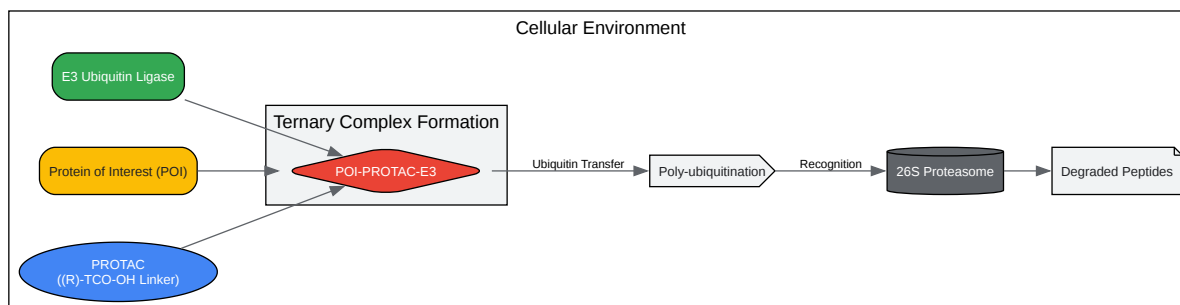 Cellular Environment
E3 Ubiquitin Ligase
Ternary Complex Formation
Protein of Interest (POI)
POI-PROTAC-E3
Ubiquitin Transfer
Poly-ubiquitination
Recognition
26S Proteasome
Degraded Peptides
PROTAC
((R)-TCO-OH Linker)